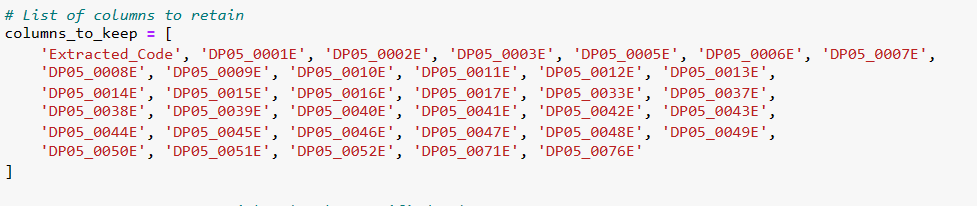 # List of columns to retain
columns_to_keep = [
'Extracted_Code', 'DP05_0001E', 'DP05_0002E', 'DP05_0003E', 'DP05_0005E', 'DP05_0006E', 'DP05_0007E',
'DP05_0008E', 'DP05_0009E', 'DP05_0010E', 'DP05_0011E', 'DP05_0012E', 'DP05_0013E',
'DP05_0014E', 'DP05_0015E', 'DP05_0016E', 'DP05_0017E', 'DP05_0033E', 'DP05_0037E',
'DP05_0038E', 'DP05_0039E', 'DP05_0040E', 'DP05_0041E', 'DP05_0042E', 'DP05_0043E',
'DP05_0044E', 'DP05_0045E', 'DP05_0046E', 'DP05_0047E', 'DP05_0048E', 'DP05_0049E',
'DP05_0050E', 'DP05_0051E', 'DP05_0052E', 'DP05_0071E', 'DP05_0076E'
]